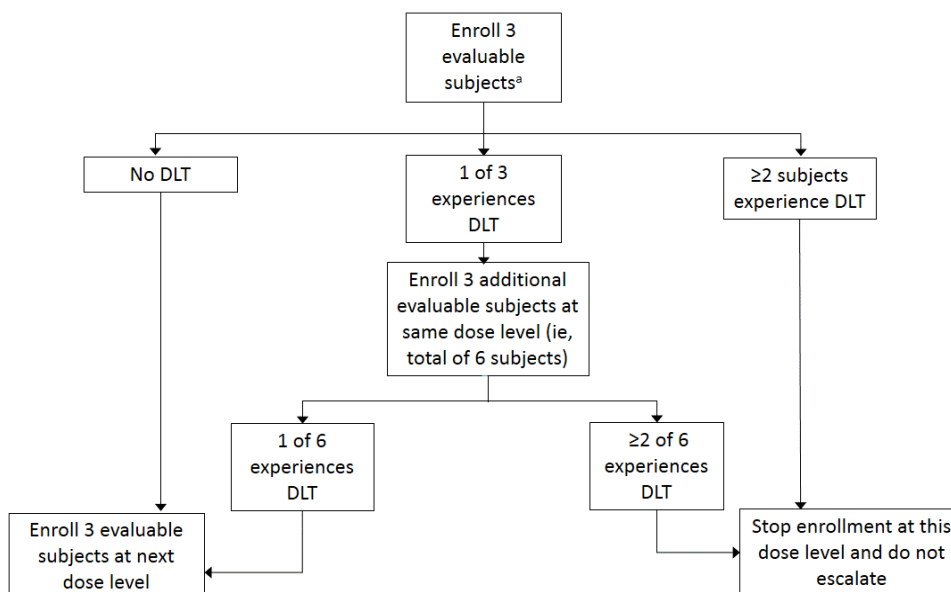 Enroll 3
evaluable
subjectsᵃ
No DLT
1 of 3
experiences
DLT
≥2 subjects
experience DLT
Enroll 3 additional
evaluable subjects at
same dose level (ie,
total of 6 subjects)
1 of 6
experiences
DLT
≥2 of 6
experiences
DLT
Enroll 3 evaluable
subjects at next
dose level
Stop enrollment at this
dose level and do not
escalate